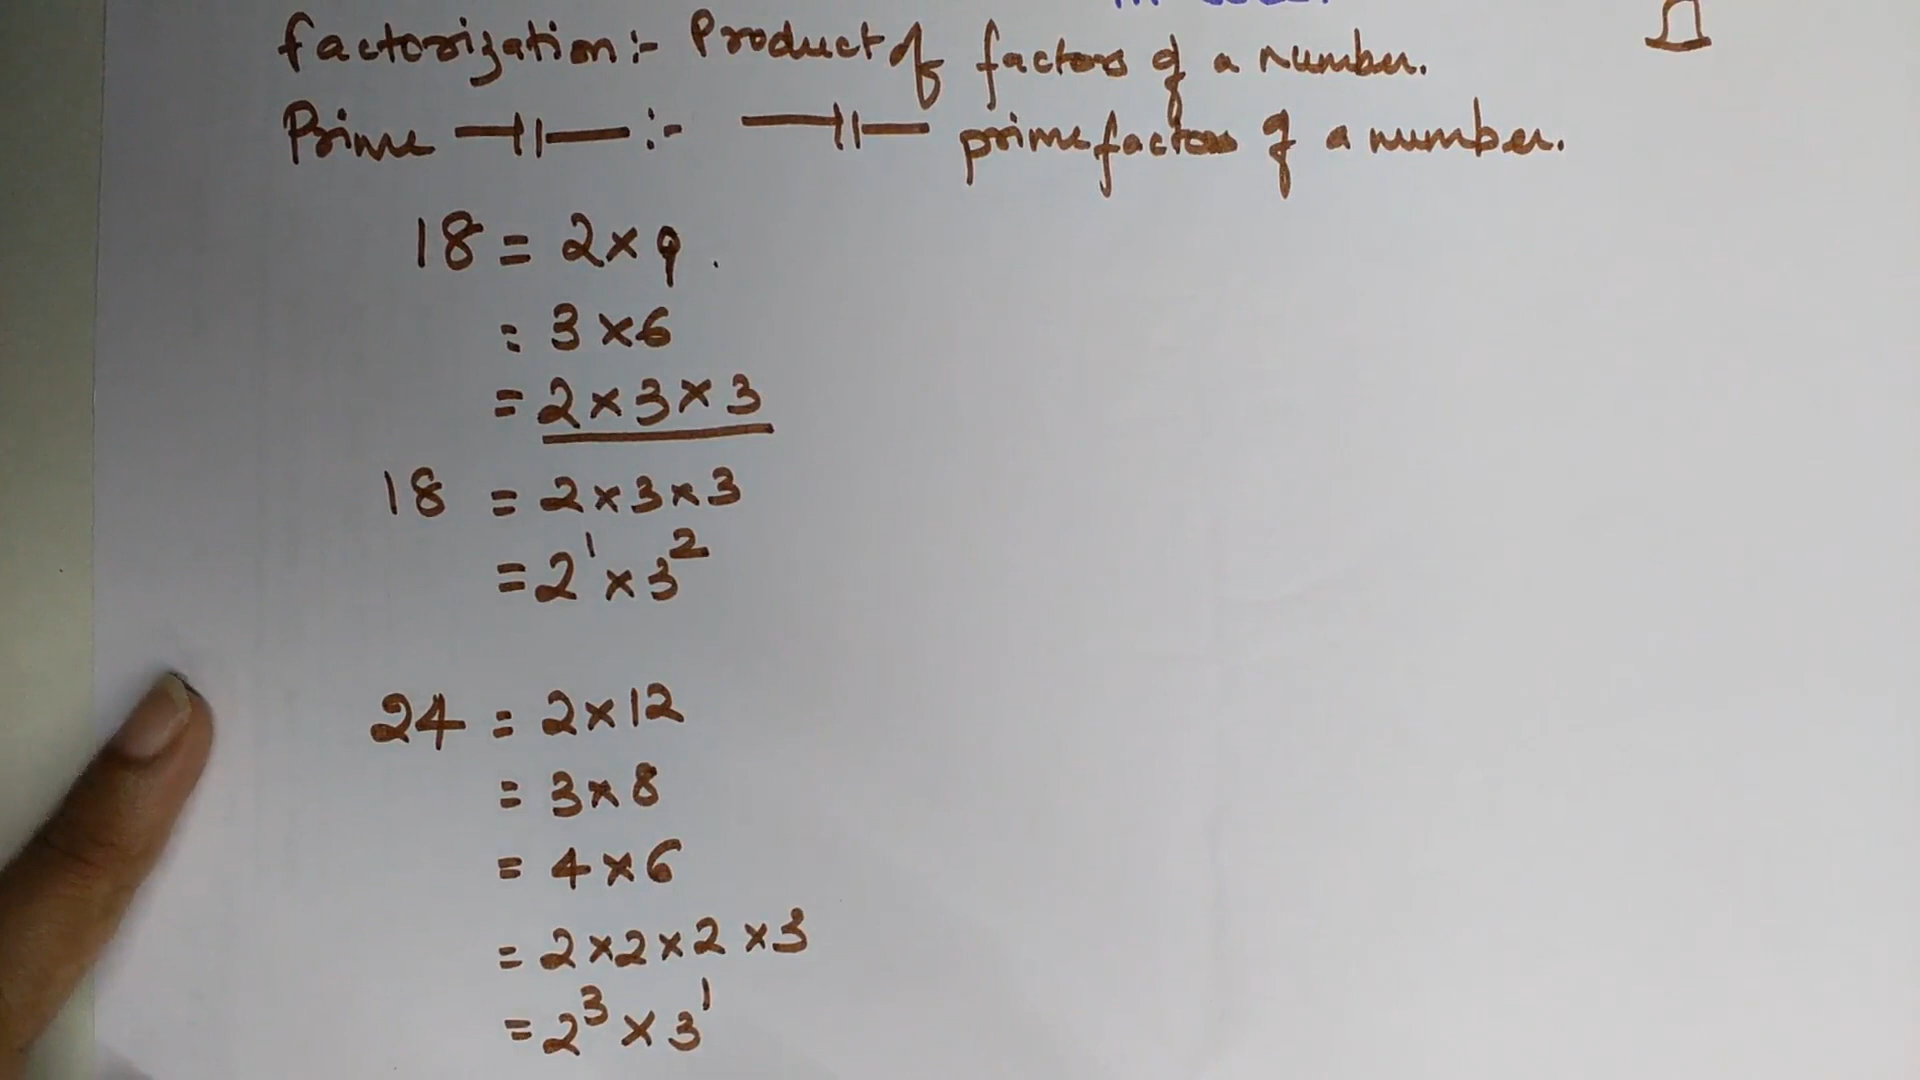 factorization:- Product of factors of a number.
Prime —||— :- —||— prime factors of a number.
18 = 2 × 9.
= 3 × 6
= 2 × 3 × 3
18 = 2 × 3 × 3
= 2¹ × 3²
24 = 2 × 12
= 3 × 8
= 4 × 6
= 2 × 2 × 2 × 3
= 2³ × 3¹